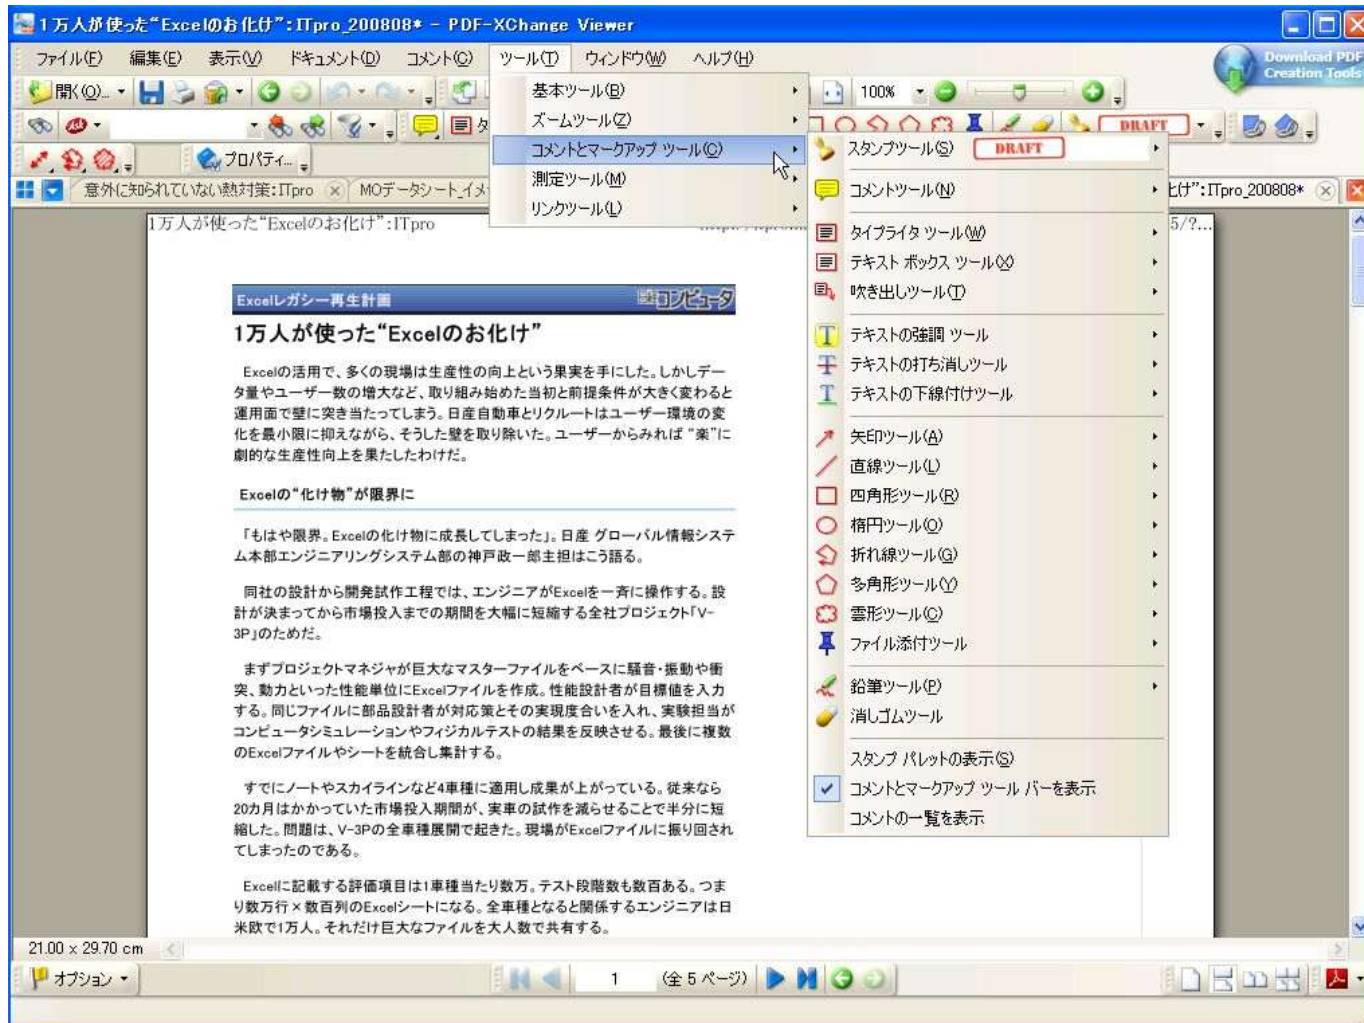 1万人が使った“Excelのお化け”:ITpro_200808* - PDF-XChange Viewer
ファイル(F) 編集(E) 表示(V) ドキュメント(D) コメント(C) ツール(T) ウィンドウ(W) ヘルプ(H)
Download PDF
Creation Tools
開く(O)...
100%
DRAFT
プロパティ...
意外に知られていない熱対策:ITpro
MOデータシート_イメ
とけ”:ITpro_200808*
基本ツール(B)
ズームツール(Z)
コメントとマークアップ ツール(C)
測定ツール(M)
リンクツール(L)
スタンプツール(S) DRAFT
コメントツール(N)
タイプライタ ツール(W)
テキスト ボックス ツール(X)
吹き出しツール(T)
テキストの強調 ツール
テキストの打ち消しツール
テキストの下線付けツール
矢印ツール(A)
直線ツール(L)
四角形ツール(R)
楕円ツール(O)
折れ線ツール(G)
多角形ツール(Y)
雲形ツール(C)
ファイル添付ツール
鉛筆ツール(P)
消しゴムツール
スタンプ パレットの表示(S)
コメントとマークアップ ツール バーを表示
コメントの一覧を表示
1万人が使った“Excelのお化け”:ITpro
5/?...
Excelレガシー再生計画
日経コンピュータ
1万人が使った“Excelのお化け”
Excelの活用で、多くの現場は生産性の向上という果実を手にした。しかしデー
タ量やユーザー数の増大など、取り組み始めた当初と前提条件が大きく変わると
運用面で壁に突き当たってしまう。日産自動車とリクルートはユーザー環境の変
化を最小限に抑えながら、そうした壁を取り除いた。ユーザーからみれば “楽”に
劇的な生産性向上を果たしたわけだ。
Excelの“化け物”が限界に
「もはや限界。Excelの化け物に成長してしまった」。日産 グローバル情報システ
ム本部エンジニアリングシステム部の神戸政一郎主担はこう語る。
同社の設計から開発試作工程では、エンジニアがExcelを一斉に操作する。設
計が決まってから市場投入までの期間を大幅に短縮する全社プロジェクト「V-
3P」のためだ。
まずプロジェクトマネジャが巨大なマスターファイルをベースに騒音・振動や衝
突、動力といった性能単位にExcelファイルを作成。性能設計者が目標値を入力
する。同じファイルに部品設計者が対応策とその実現度合いを入れ、実験担当が
コンピュータシミュレーションやフィジカルテストの結果を反映させる。最後に複数
のExcelファイルやシートを統合し集計する。
すでにノートやスカイラインなど4車種に適用し成果が上がっている。従来なら
20カ月はかかっていた市場投入期間が、実車の試作を減らせることで半分に短
縮した。問題は、V-3Pの全車種展開で起きた。現場がExcelファイルに振り回され
てしまったのである。
Excelに記載する評価項目は1車種当たり数万。テスト段階数も数百ある。つま
り数万行×数百列のExcelシートになる。全車種となると関係するエンジニアは日
米欧で1万人。それだけ巨大なファイルを大人数で共有する。
21.00 x 29.70 cm
オプション
1 (全 5 ページ)